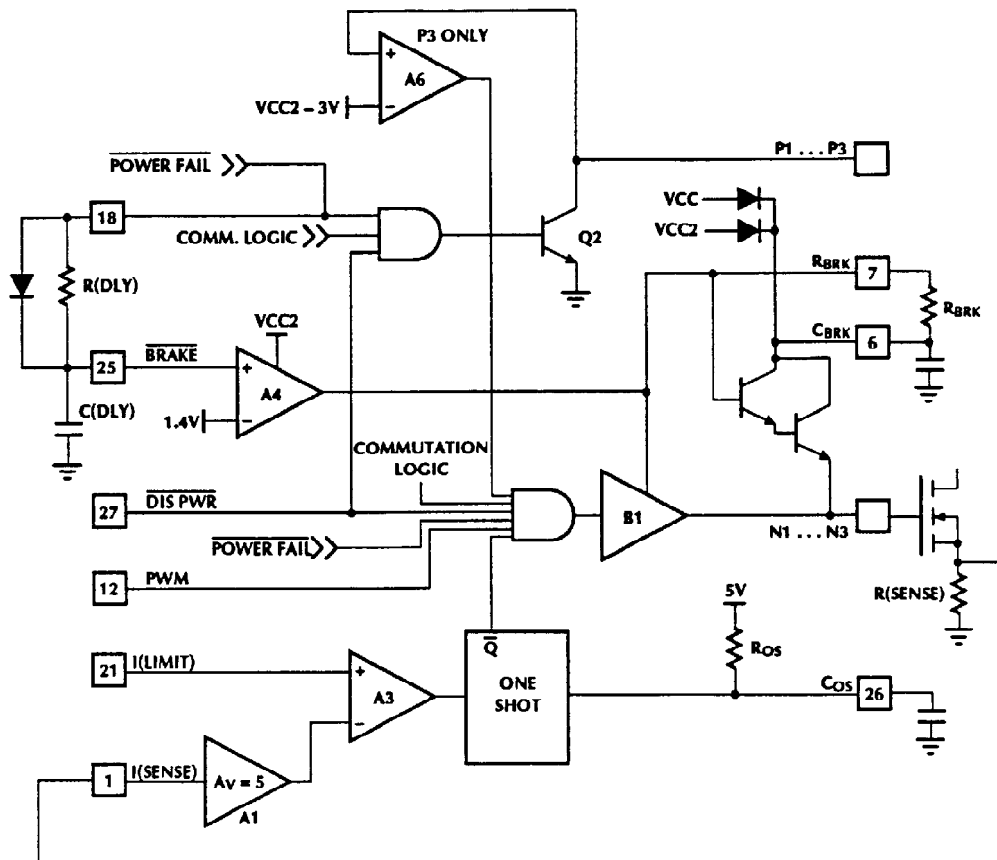 P3 ONLY
+
A6
VCC2 – 3V
–
POWER FAIL
P1 . . . P3
18
COMM. LOGIC
Q2
VCC
VCC2
R(DLY)
RBRK
7
RBRK
VCC2
CBRK
6
25
BRAKE
+
A4
1.4V
–
C(DLY)
COMMUTATION
LOGIC
27
DIS PWR
B1
N1 . . . N3
POWER FAIL
12
PWM
R(SENSE)
5V
Q
ROS
21
I(LIMIT)
+
A3
–
ONE
SHOT
COS
26
1
I(SENSE)
AV = 5
A1